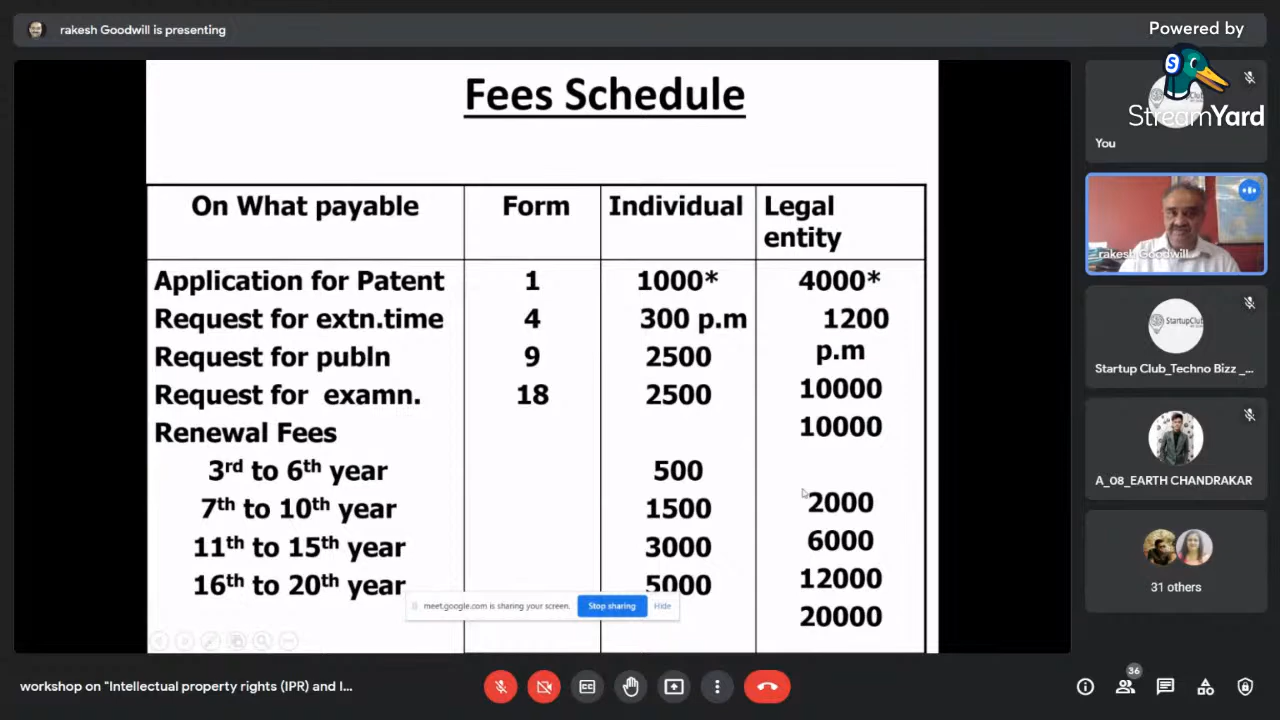 rakesh Goodwill is presenting
Powered by
StreamYard
Fees Schedule
On What payable Form Individual Legal entity
Application for Patent 1 1000* 4000*
Request for extn.time 4 300 p.m 1200 p.m
Request for publn 9 2500 10000
Request for examn. 18 2500 10000
Renewal Fees
3rd to 6th year 500 2000
7th to 10th year 1500 6000
11th to 15th year 3000 12000
16th to 20th year 5000 20000
meet.google.com is sharing your screen. Stop sharing Hide
You
rakesh Goodwill
StartupClub
Startup Club_Techno Bizz _...
A_08_EARTH CHANDRAKAR
31 others
workshop on "Intellectual property rights (IPR) and I...
36